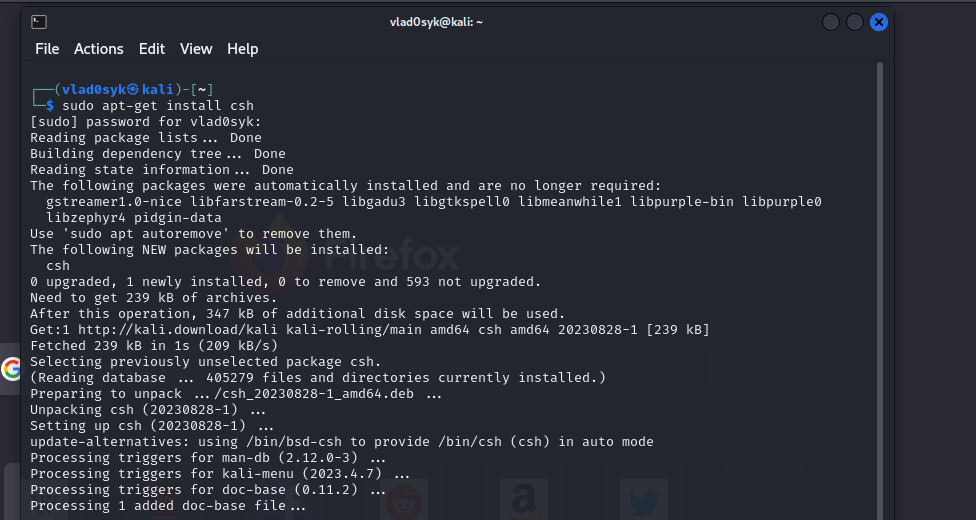 vlad0syk@kali: ~
File Actions Edit View Help
┌──(vlad0syk㉿kali)-[~]
└─$ sudo apt-get install csh
[sudo] password for vlad0syk:
Reading package lists... Done
Building dependency tree... Done
Reading state information... Done
The following packages were automatically installed and are no longer required:
gstreamer1.0-nice libfarstream-0.2-5 libgadu3 libgtkspell0 libmeanwhile1 libpurple-bin libpurple0
libzephyr4 pidgin-data
Use 'sudo apt autoremove' to remove them.
The following NEW packages will be installed:
csh
Firefox
0 upgraded, 1 newly installed, 0 to remove and 593 not upgraded.
Need to get 239 kB of archives.
After this operation, 347 kB of additional disk space will be used.
Get:1 http://kali.download/kali kali-rolling/main amd64 csh amd64 20230828-1 [239 kB]
Fetched 239 kB in 1s (209 kB/s)
Selecting previously unselected package csh.
(Reading database ... 405279 files and directories currently installed.)
Preparing to unpack .../csh_20230828-1_amd64.deb ...
Unpacking csh (20230828-1) ...
Setting up csh (20230828-1) ...
update-alternatives: using /bin/bsd-csh to provide /bin/csh (csh) in auto mode
Processing triggers for man-db (2.12.0-3) ...
Processing triggers for kali-menu (2023.4.7) ...
Processing triggers for doc-base (0.11.2) ...
Processing 1 added doc-base file...